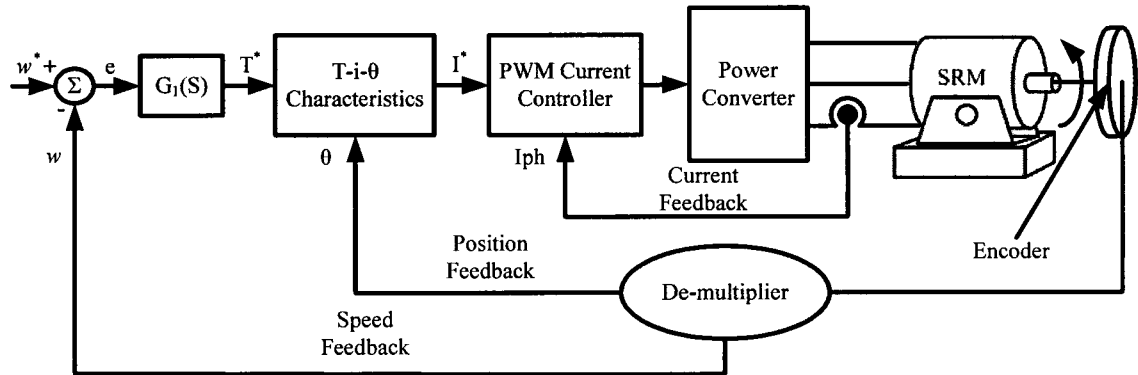 w*+
Σ
-
e
G₁(S)
T*
T-i-θ
Characteristics
I*
PWM Current
Controller
Power
Converter
SRM
w
θ
Iph
Current
Feedback
Position
Feedback
Encoder
De-multiplier
Speed
Feedback